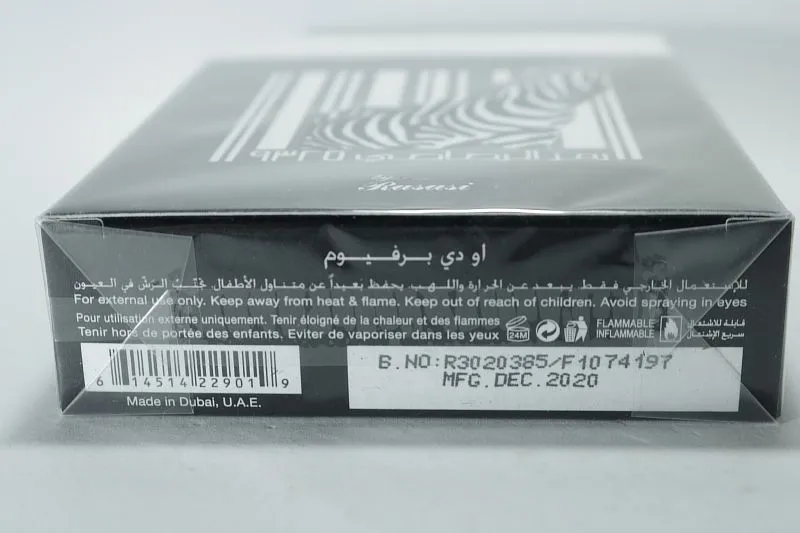 ٩٣٢٥
by
Rasasi
او دي برفيوم
للإستعمال الخارجي فقط. يبعد عن الحرارة واللهب. يحفظ بعيداً عن متناول الأطفال. تجنّب الرشّ في العيون
For external use only. Keep away from heat & flame. Keep out of reach of children. Avoid spraying in eyes
Pour utilisation externe uniquement. Tenir éloigné de la chaleur et des flammes
Tenir hors de portée des enfants. Eviter de vaporiser dans les yeux
24M
FLAMMABLE
INFLAMMABLE
قابلة للاشتعال
سريع الإشتعال
6 14514 22901 9
Made in Dubai, U.A.E.
B.NO:R3020385/F1074197
MFG.DEC.2020